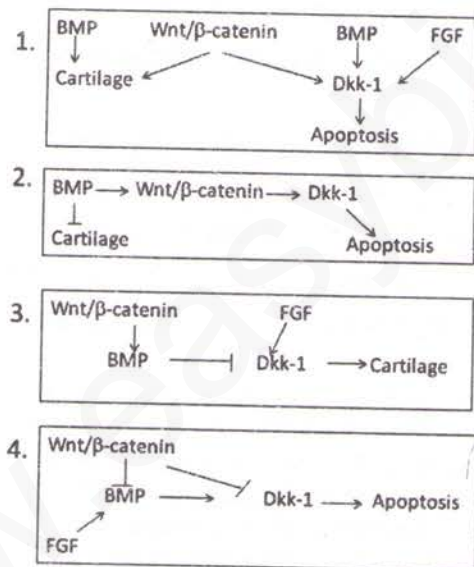 1.
BMP Wnt/β-catenin BMP FGF
Cartilage Dkk-1
Apoptosis
2.
BMP Wnt/β-catenin Dkk-1
Cartilage Apoptosis
3.
Wnt/β-catenin FGF
BMP Dkk-1 Cartilage
4.
Wnt/β-catenin
BMP Dkk-1 Apoptosis
FGF